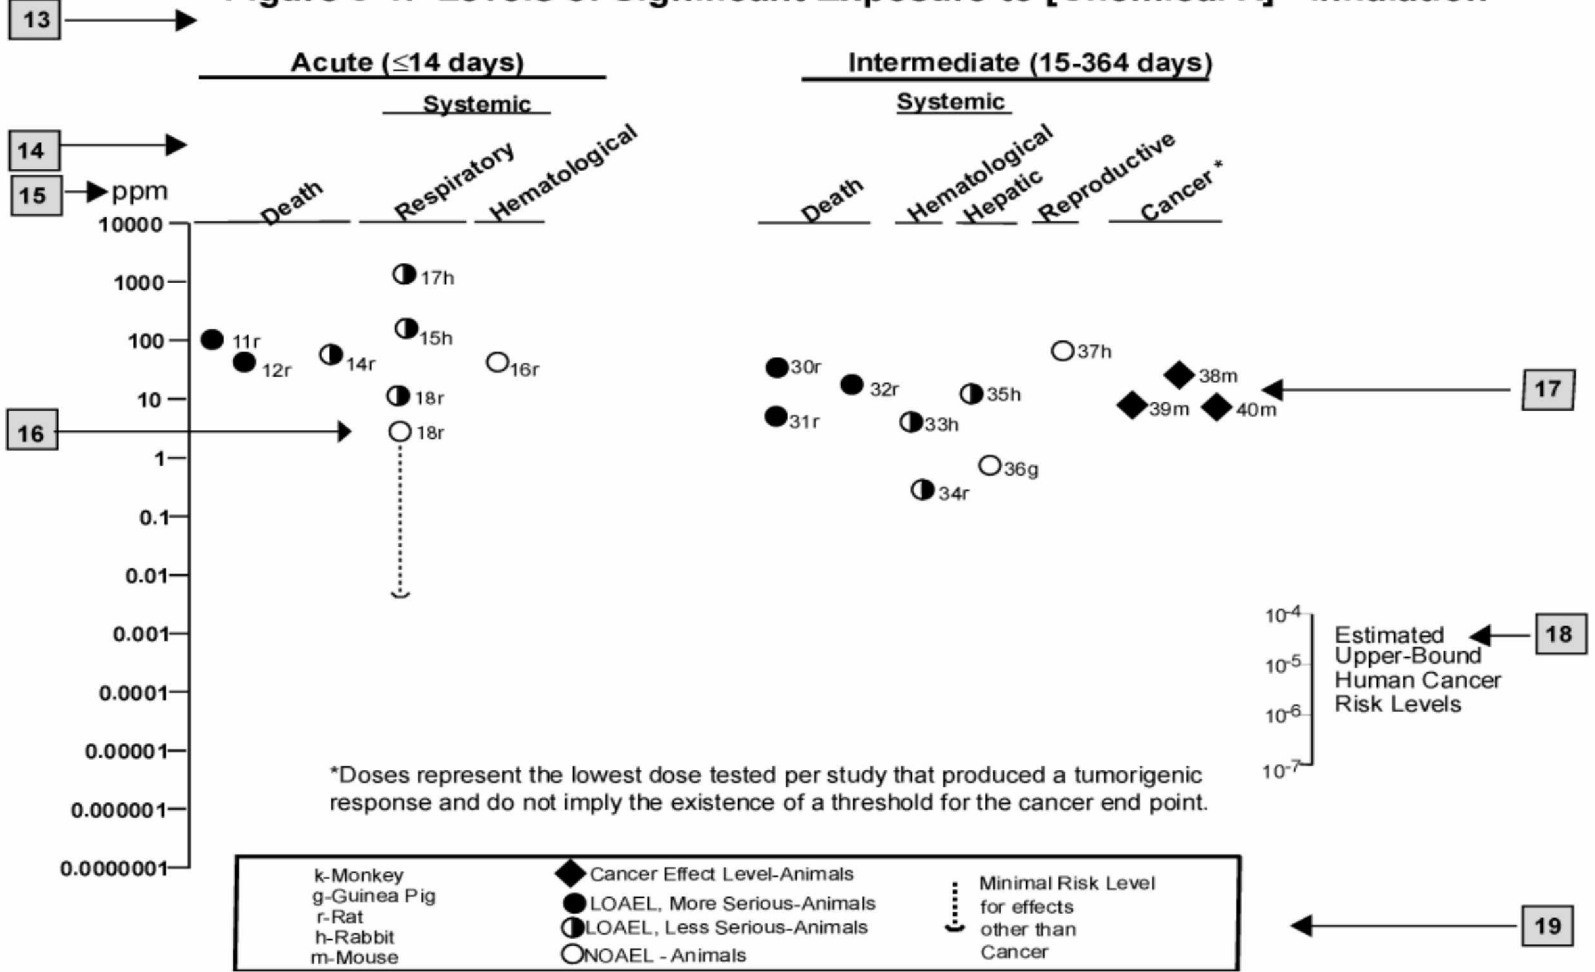 13
Acute (≤14 days)
Intermediate (15-364 days)
Systemic
Systemic
14
15
ppm
Death
Respiratory
Hematological
Death
Hematological
Hepatic
Reproductive
Cancer*
10000
1000
100
10
1
0.1
0.01
0.001
0.0001
0.00001
0.000001
0.0000001
17h
15h
11r
12r
14r
16r
18r
16
18r
37h
30r
32r
31r
35h
33h
36g
34r
38m
39m
40m
17
10-4
10-5
10-6
10-7
Estimated
Upper-Bound
Human Cancer
Risk Levels
18
*Doses represent the lowest dose tested per study that produced a tumorigenic
response and do not imply the existence of a threshold for the cancer end point.
k-Monkey
g-Guinea Pig
r-Rat
h-Rabbit
m-Mouse
Cancer Effect Level-Animals
LOAEL, More Serious-Animals
LOAEL, Less Serious-Animals
NOAEL - Animals
Minimal Risk Level
for effects
other than
Cancer
19